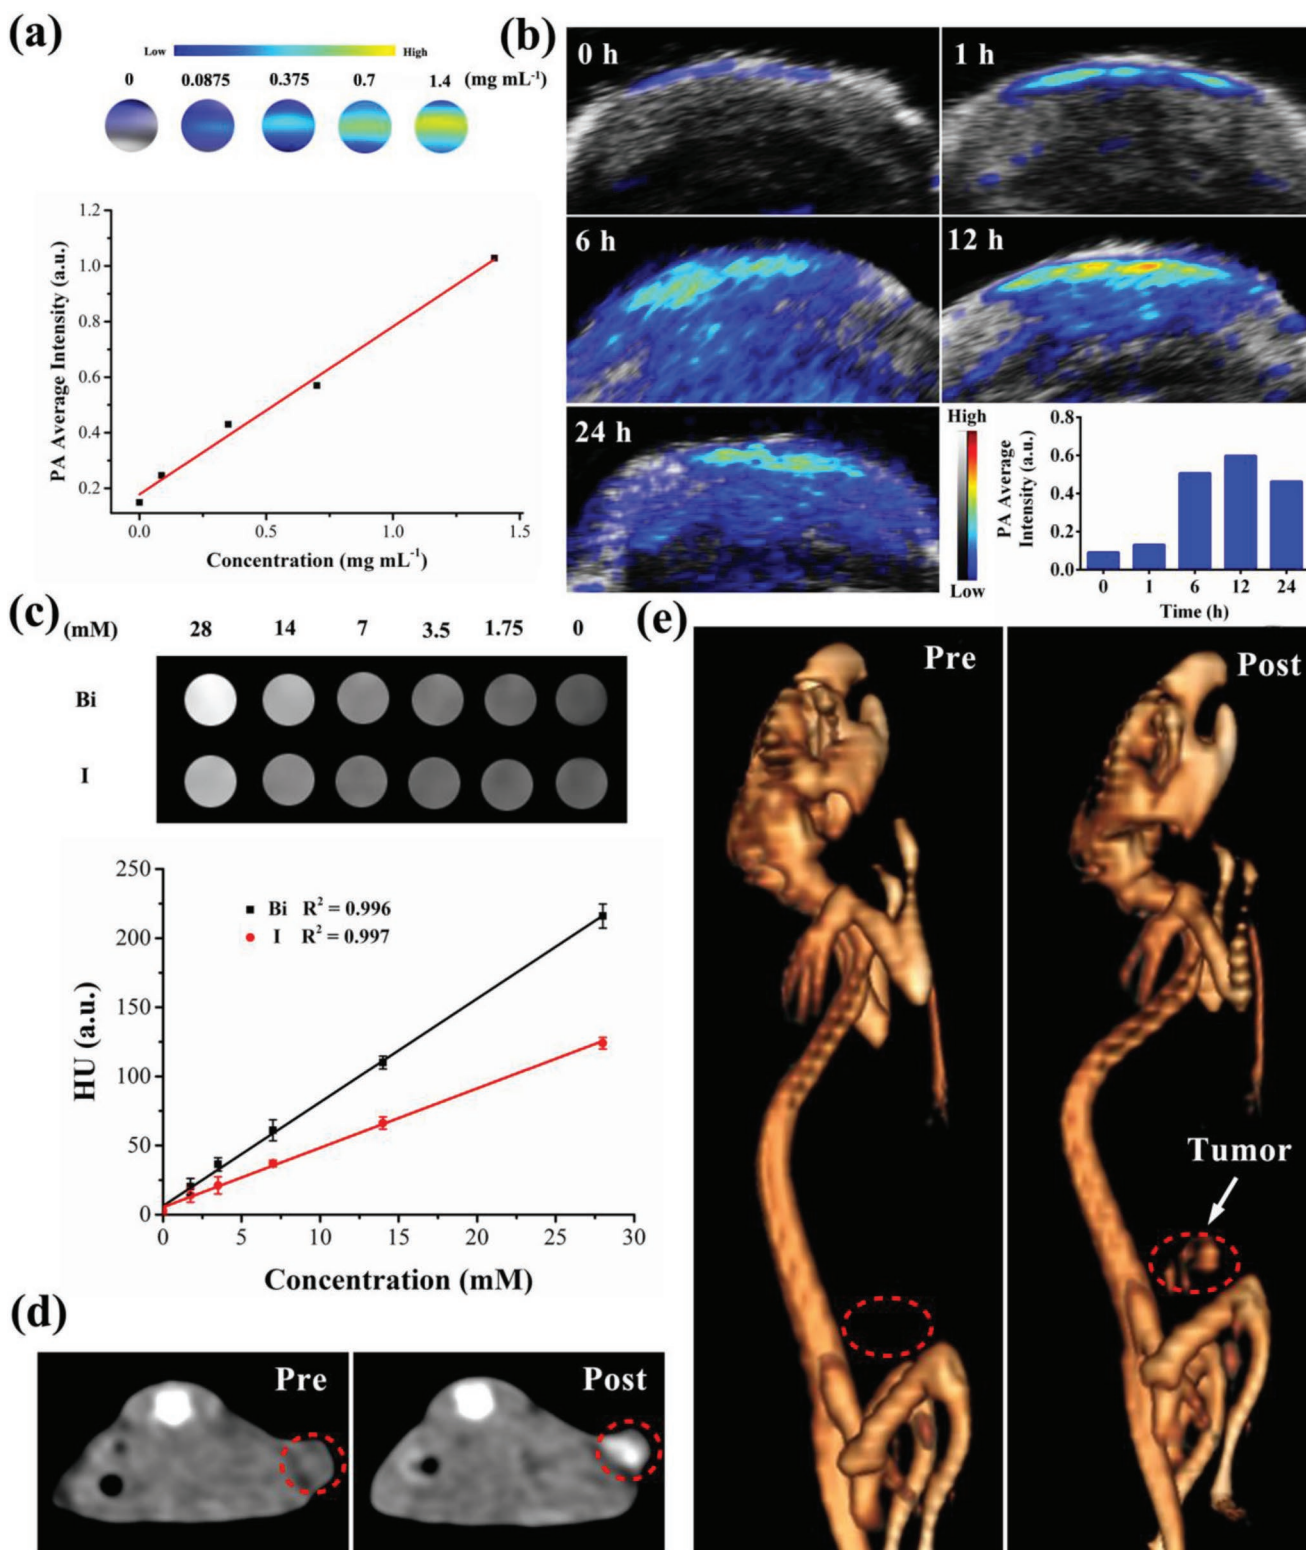 (a)
Low High
0 0.0875 0.375 0.7 1.4 (mg mL⁻¹)
PA Average Intensity (a.u.)
1.2
1.0
0.8
0.6
0.4
0.2
0.0 0.5 1.0 1.5
Concentration (mg mL⁻¹)
(b)
0 h
1 h
6 h
12 h
24 h
High
Low
PA Average
Intensity (a.u.)
0.8
0.6
0.4
0.2
0.0
0 1 6 12 24
Time (h)
(c)
(mM) 28 14 7 3.5 1.75 0
Bi
I
HU (a.u.)
250
200
150
100
50
0
Bi R² = 0.996
I R² = 0.997
0 5 10 15 20 25 30
Concentration (mM)
(d)
Pre
Post
(e)
Pre
Post
Tumor